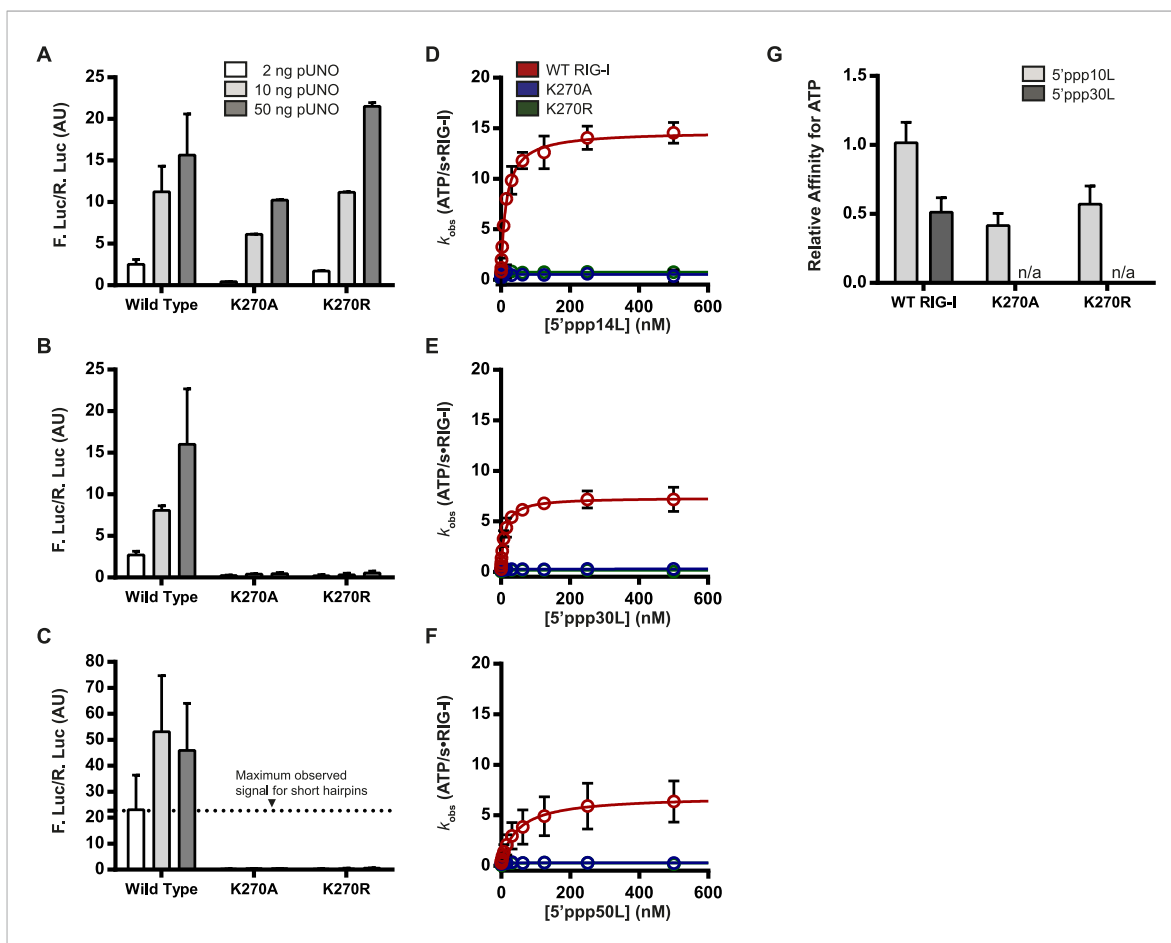 A
F. Luc/R. Luc (AU)
25
20
15
10
5
0
2 ng pUNO
10 ng pUNO
50 ng pUNO
Wild Type
K270A
K270R
B
F. Luc/R. Luc (AU)
25
20
15
10
5
0
Wild Type
K270A
K270R
C
F. Luc/R. Luc (AU)
80
70
60
50
40
30
20
10
0
Maximum observed
signal for short hairpins
Wild Type
K270A
K270R
D
kobs (ATP/s•RIG-I)
20
15
10
5
0
WT RIG-I
K270A
K270R
0
200
400
600
[5'ppp14L] (nM)
E
kobs (ATP/s•RIG-I)
20
15
10
5
0
0
200
400
600
[5'ppp30L] (nM)
F
kobs (ATP/s•RIG-I)
20
15
10
5
0
0
200
400
600
[5'ppp50L] (nM)
G
Relative Affinity for ATP
1.5
1.0
0.5
0.0
5'ppp10L
5'ppp30L
n/a
n/a
WT RIG-I
K270A
K270R